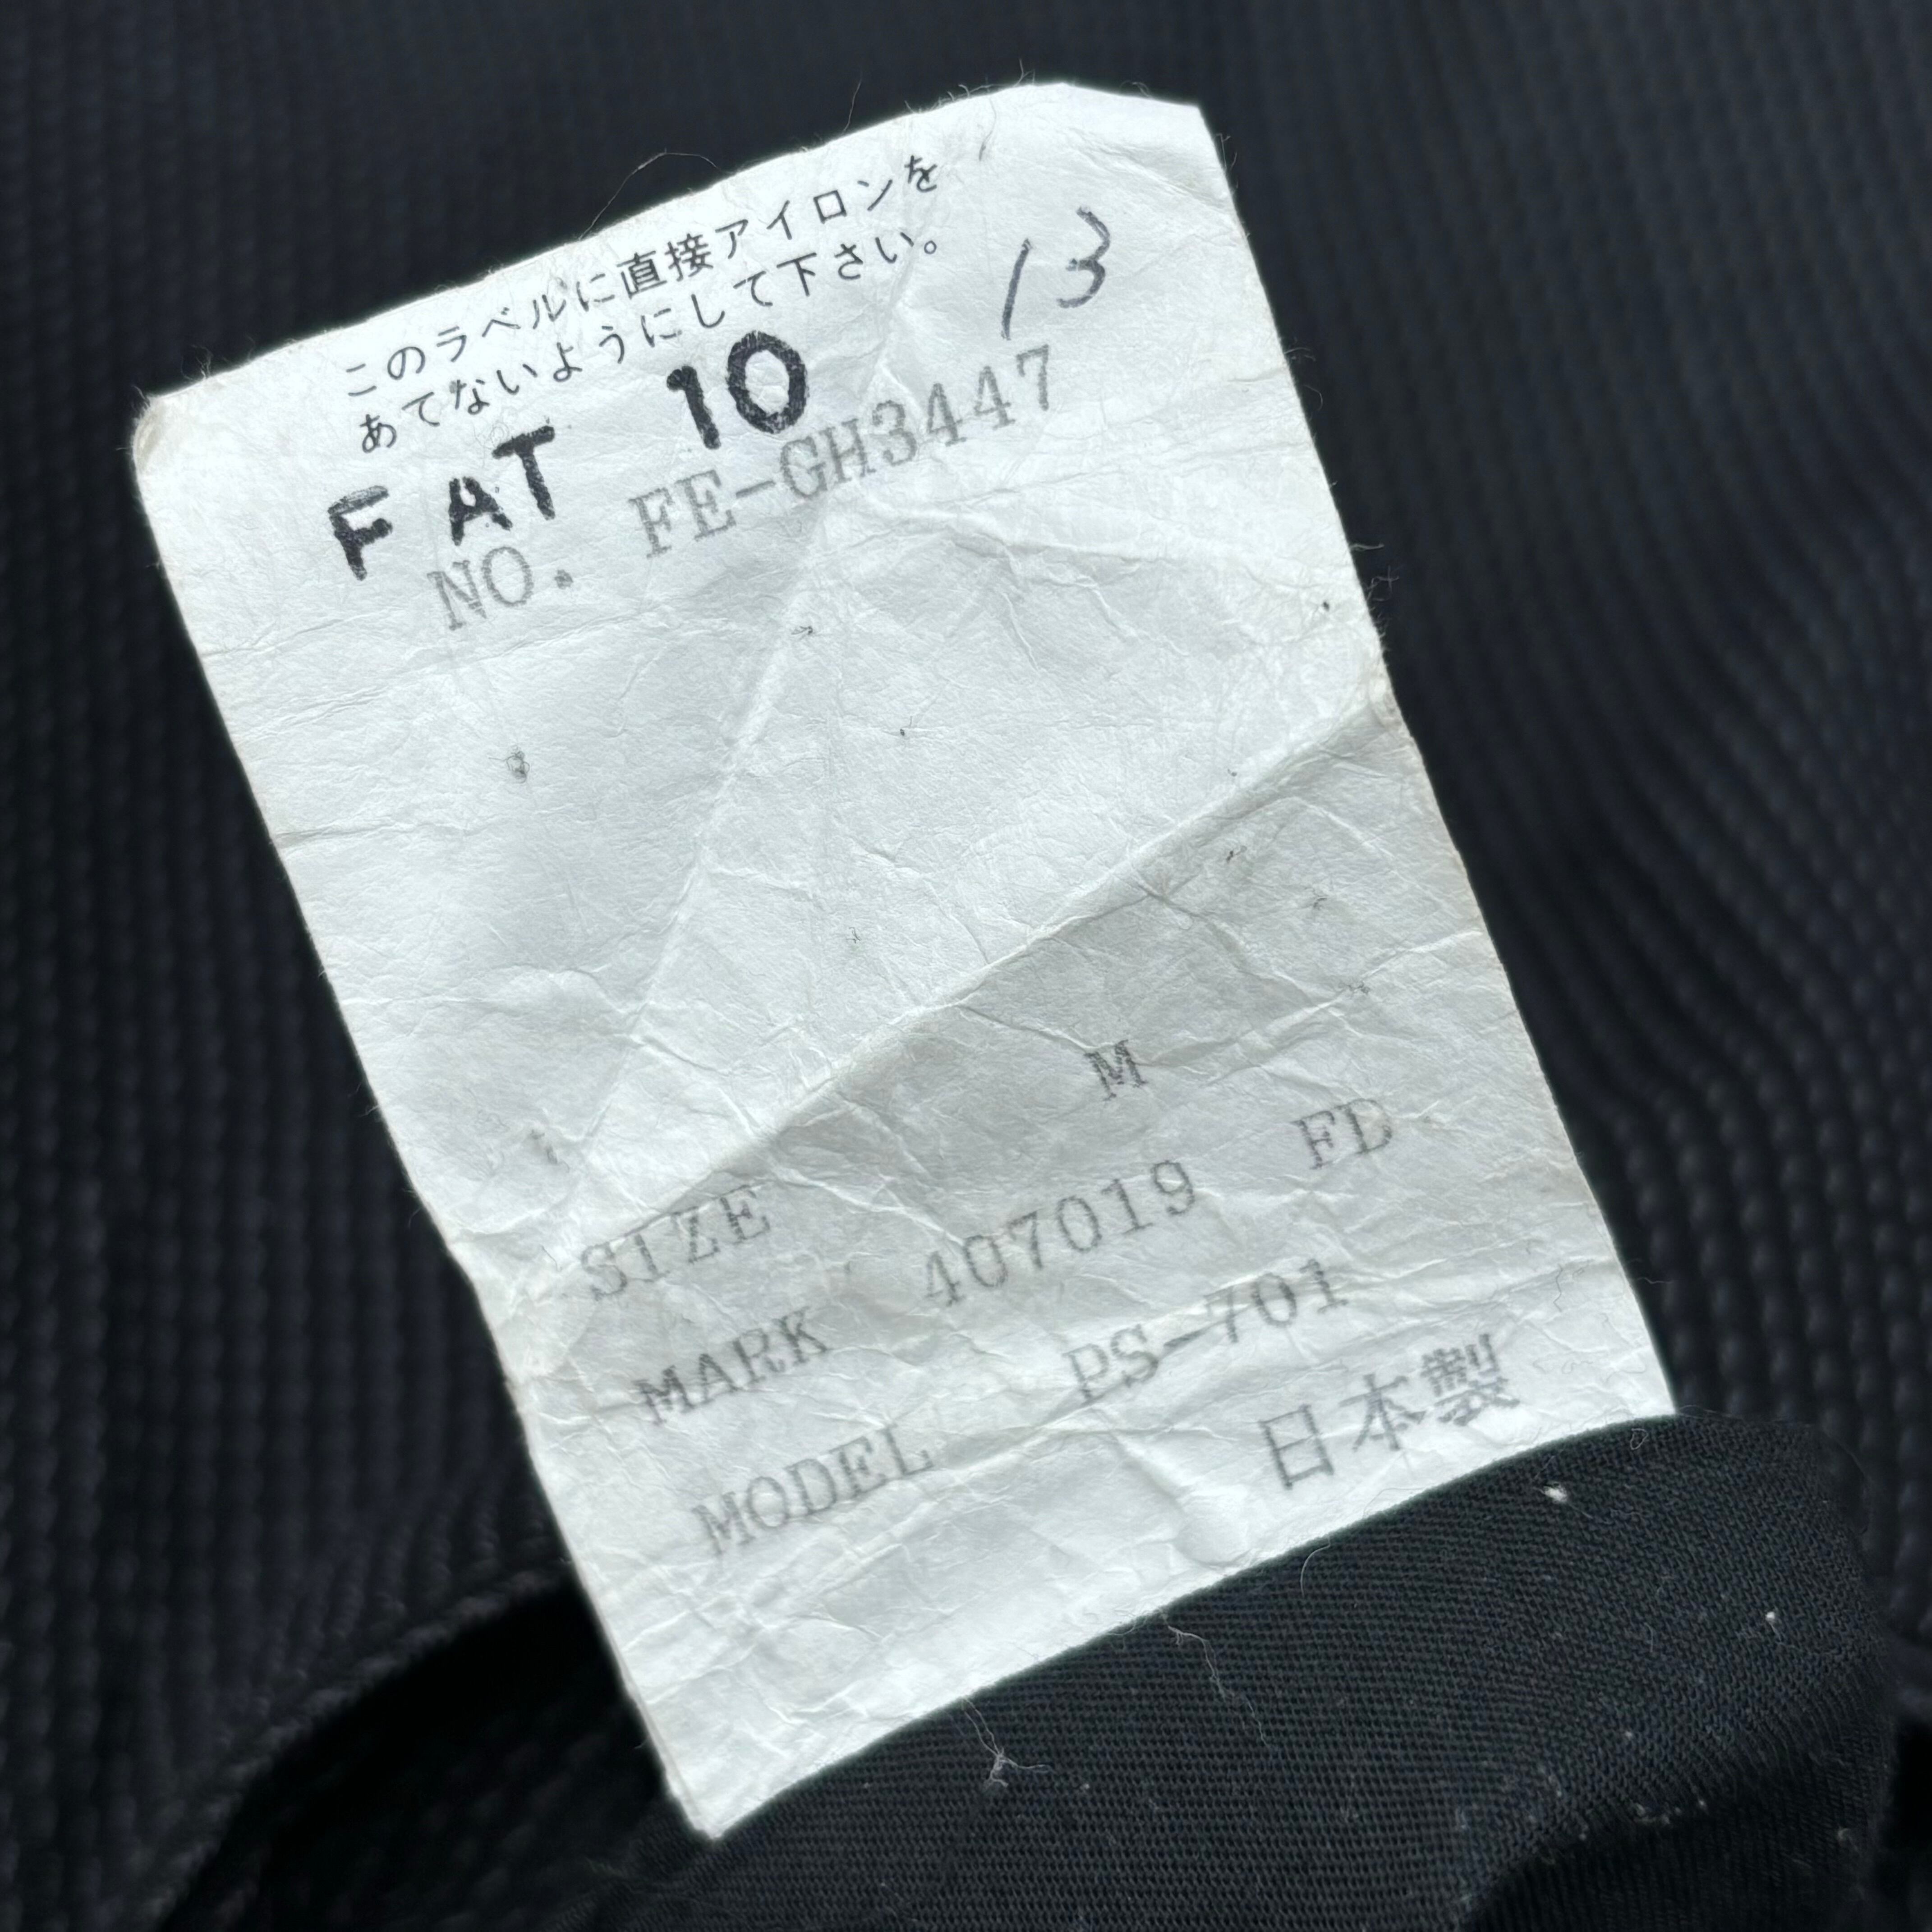 このラベルに直接アイロンを
あてないようにして下さい。
13
FAT 10
NO. FE-GH3447
SIZE M
MARK 407019 FD
MODEL PS-701
日本製